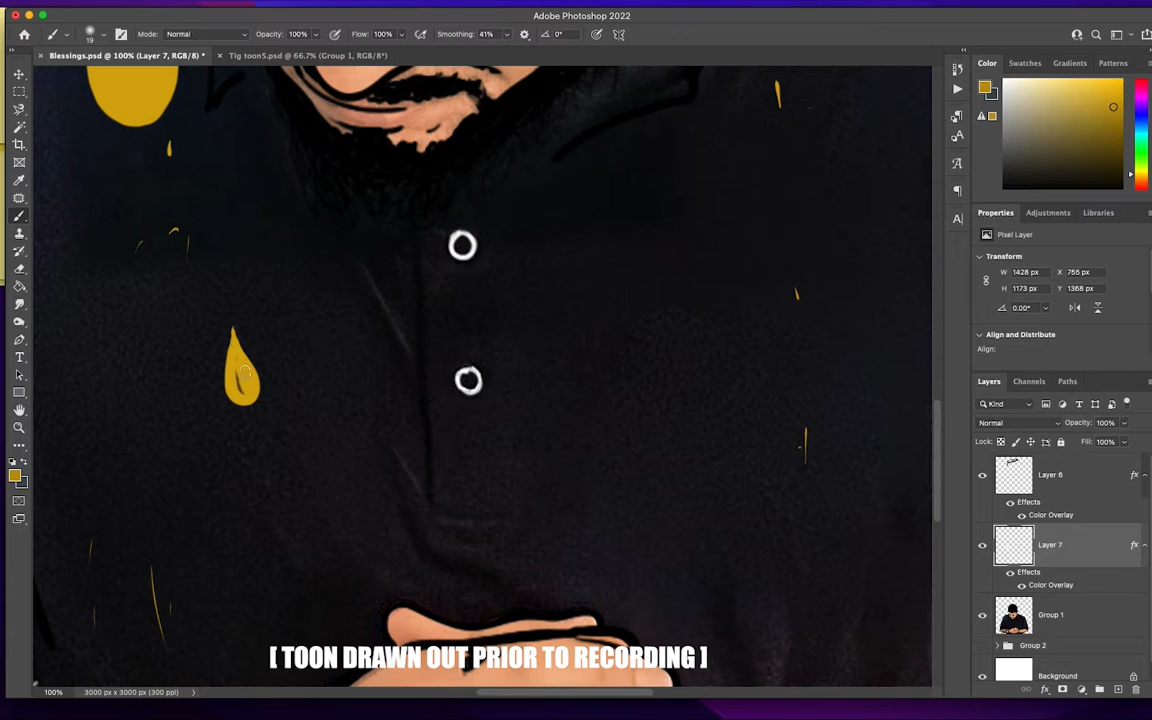 Adobe Photoshop 2022
19 Mode: Normal Opacity: 100% Flow: 100% Smoothing: 41% 0°
× Blessings.psd @ 100% (Layer 7, RGB/8) * × Tig toon5.psd @ 66.7% (Group 1, RGB/8*)
Color Swatches Gradients Patterns
Properties Adjustments Libraries
Pixel Layer
Transform
W 1428 px X 755 px
H 1173 px Y 1368 px
0.00°
Align and Distribute
Align:
Layers Channels Paths
Kind
Normal Opacity: 100%
Lock: Fill: 100%
Layer 6 fx
Effects
Color Overlay
Layer 7 fx
Effects
Color Overlay
Group 1
Group 2
Background
[ TOON DRAWN OUT PRIOR TO RECORDING ]
100% 3000 px x 3000 px (300 ppi)